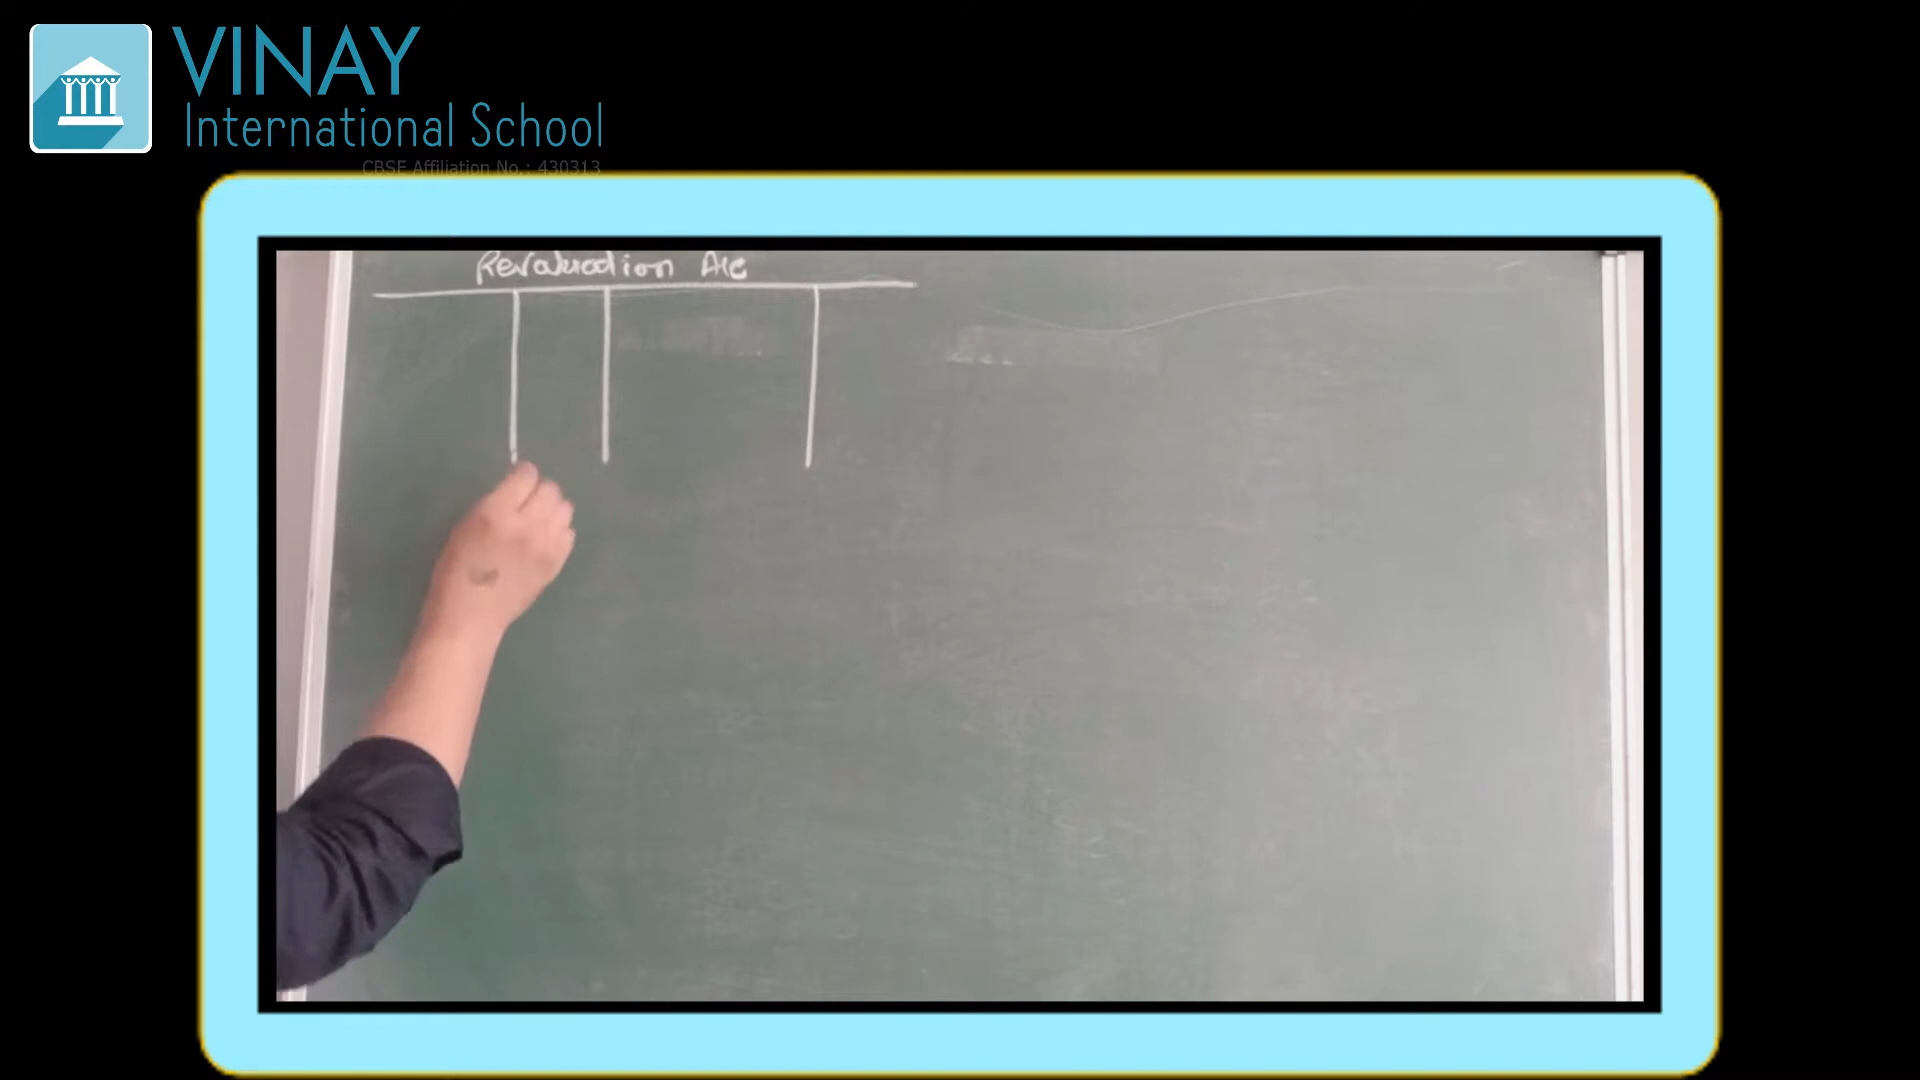 VINAY
International School
CBSE Affiliation No.: 430313
Revaluation A/c